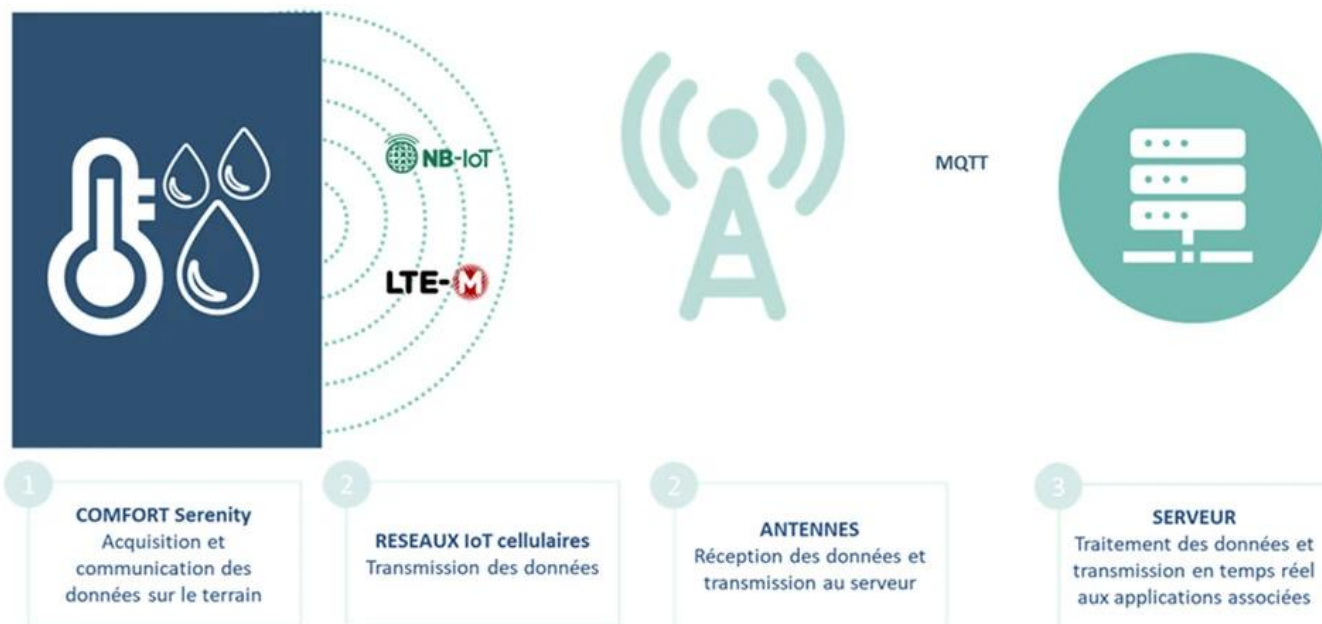 NB-IoT
LTE-M
MQTT
1
COMFORT Serenity
Acquisition et
communication des
données sur le terrain
2
RESEAUX IoT cellulaires
Transmission des données
2
ANTENNES
Réception des données et
transmission au serveur
3
SERVEUR
Traitement des données et
transmission en temps réel
aux applications associées